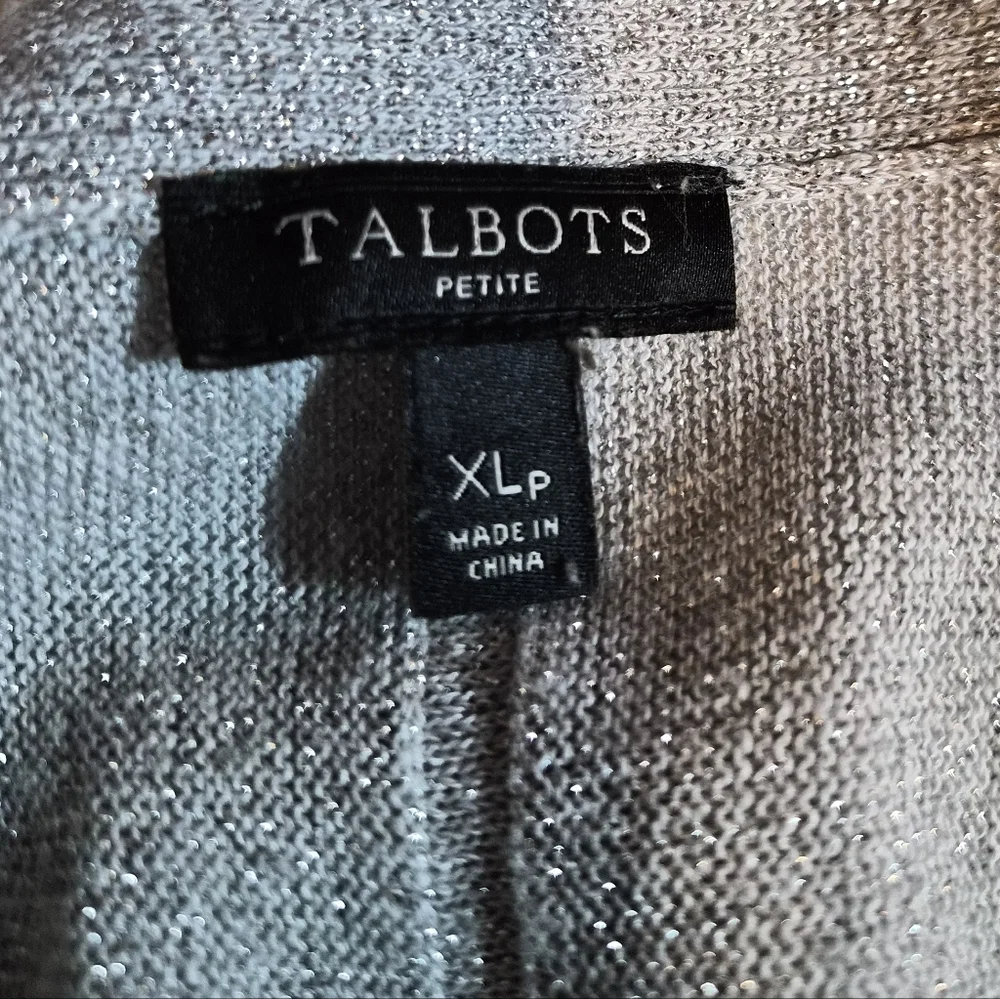 TALBOTS
PETITE
XLP
MADE IN
CHINA